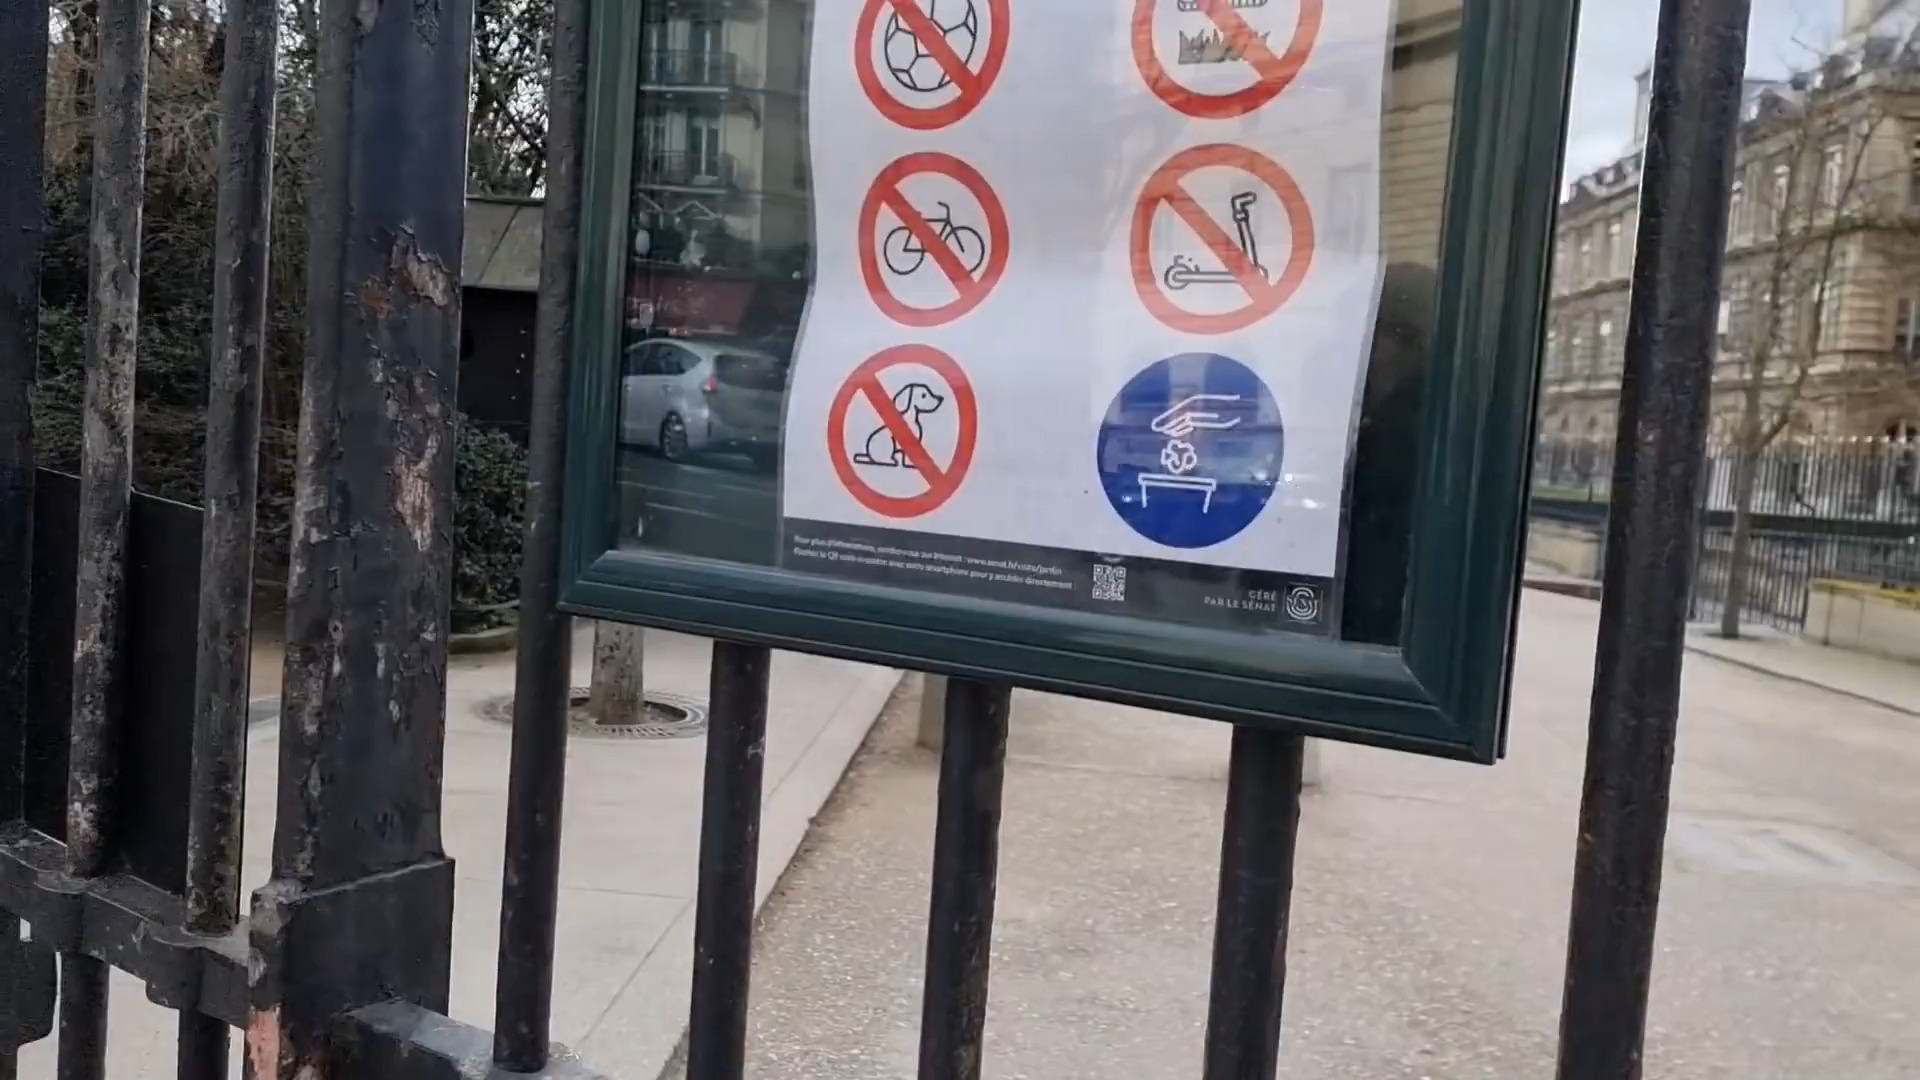 Pour plus d'informations, rendez-vous sur Internet : www.senat.fr/visite/jardin
Flashez le QR code ci-contre avec votre smartphone pour y accéder directement
GÉRÉ
PAR LE SÉNAT